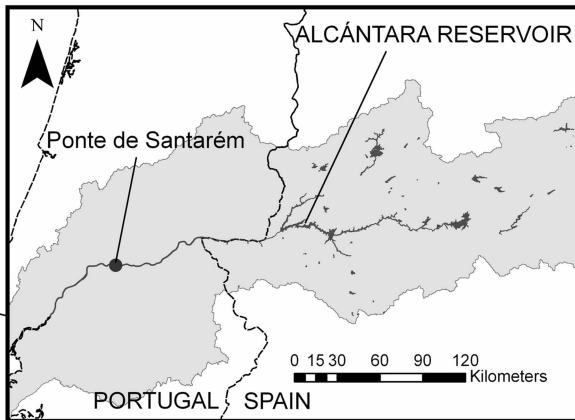 N
ALCÁNTARA RESERVOIR
Ponte de Santarém
0 15 30 60 90 120
Kilometers
PORTUGAL SPAIN